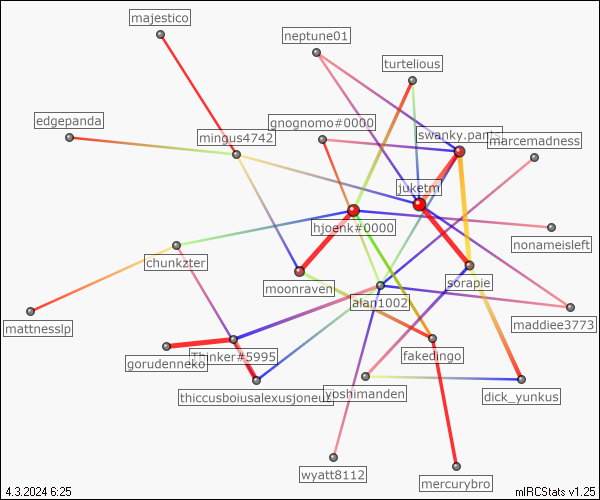 majestico
neptune01
turtelious
edgepanda
gnognomo#0000
mingus4742
swanky.pants
marcemadness
juketm
hjoenk#0000
nonameisleft
chunkzter
moonraven
sorapie
alan1002
mattnesslp
maddiee3773
Thinker#5995
gorudenneko
fakedingo
thiccusboiusalexusjoneuz
yoshimanden
dick_yunkus
wyatt8112
mercurybro
4.3.2024 6:25
mIRCStats v1.25